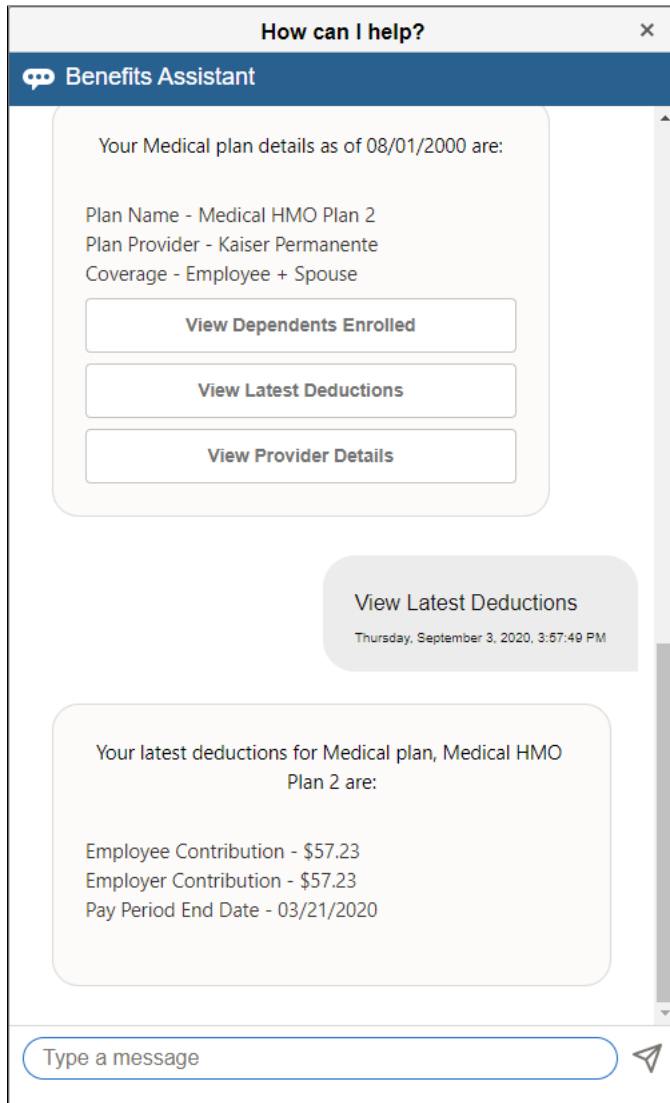 How can I help?
×
Benefits Assistant
Your Medical plan details as of 08/01/2000 are:
Plan Name - Medical HMO Plan 2
Plan Provider - Kaiser Permanente
Coverage - Employee + Spouse
View Dependents Enrolled
View Latest Deductions
View Provider Details
View Latest Deductions
Thursday, September 3, 2020, 3:57:49 PM
Your latest deductions for Medical plan, Medical HMO
Plan 2 are:
Employee Contribution - $57.23
Employer Contribution - $57.23
Pay Period End Date - 03/21/2020
Type a message